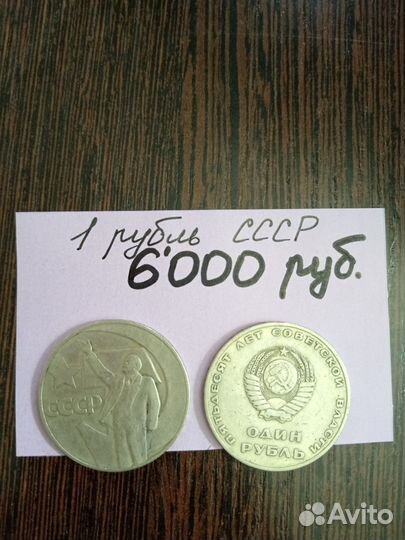 1 рубль СССР
6'000 руб.
СССР
ПЯТЬДЕСЯТ ЛЕТ СОВЕТСКОЙ ВЛАСТИ
ОДИН
РУБЛЬ
Avito